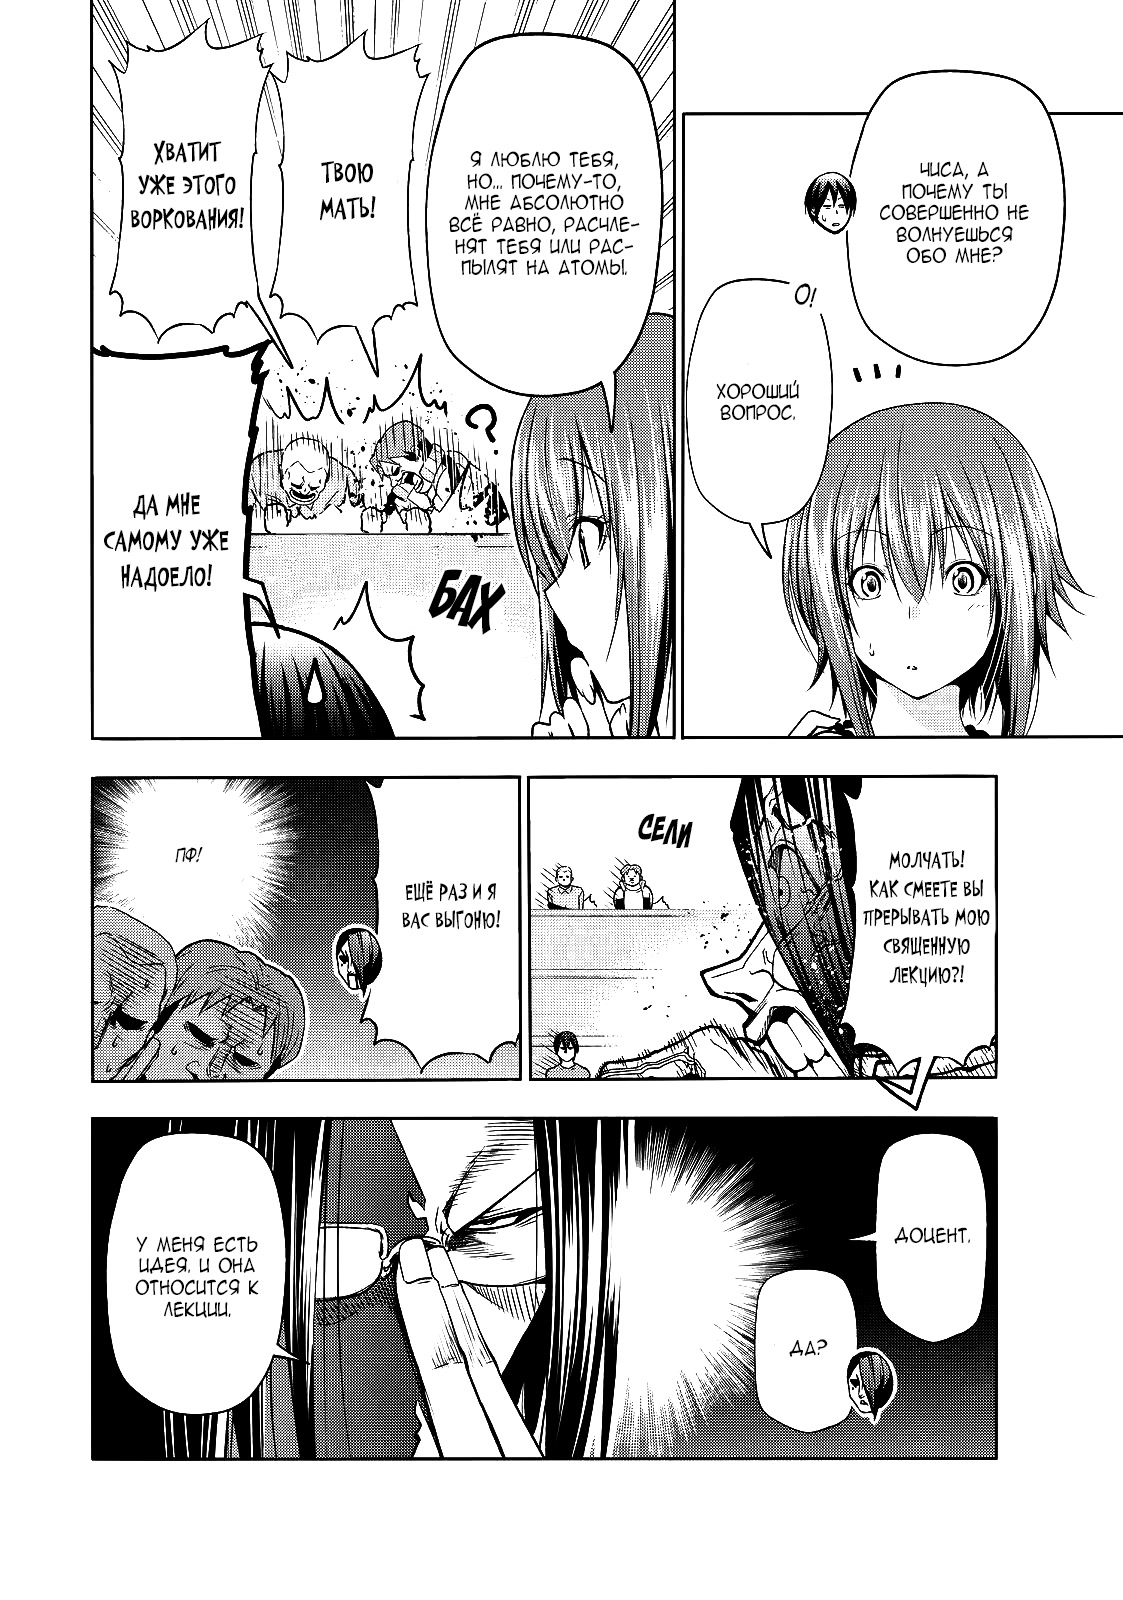 ЧИСА, А
ПОЧЕМУ ТЫ
СОВЕРШЕННО НЕ
ВОЛНУЕШЬСЯ
ОБО МНЕ?
О!
ХОРОШИЙ
ВОПРОС.
Я ЛЮБЛЮ ТЕБЯ,
НО... ПОЧЕМУ-ТО,
МНЕ АБСОЛЮТНО
ВСЁ РАВНО, РАСЧЛЕ-
НЯТ ТЕБЯ ИЛИ РАС-
ПЫЛЯТ НА АТОМЫ.
ТВОЮ
МАТЬ!
ХВАТИТ
УЖЕ ЭТОГО
ВОРКОВАНИЯ!
?
БАХ
ДА МНЕ
САМОМУ УЖЕ
НАДОЕЛО!
МОЛЧАТЬ!
КАК СМЕЕТЕ ВЫ
ПРЕРЫВАТЬ МОЮ
СВЯЩЕННУЮ
ЛЕКЦИЮ?!
СЕЛИ
ЕЩЁ РАЗ И Я
ВАС ВЫГОНЮ!
ПФ!
ДОЦЕНТ.
ДА?
У МЕНЯ ЕСТЬ
ИДЕЯ. И ОНА
ОТНОСИТСЯ К
ЛЕКЦИИ.